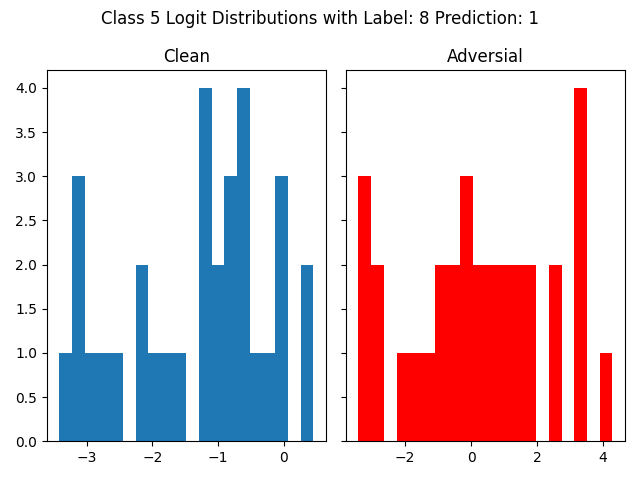 Class 5 Logit Distributions with Label: 8 Prediction: 1
Clean
Adversial
4.0
3.5
3.0
2.5
2.0
1.5
1.0
0.5
0.0
−3 −2 −1 0
−2 0 2 4